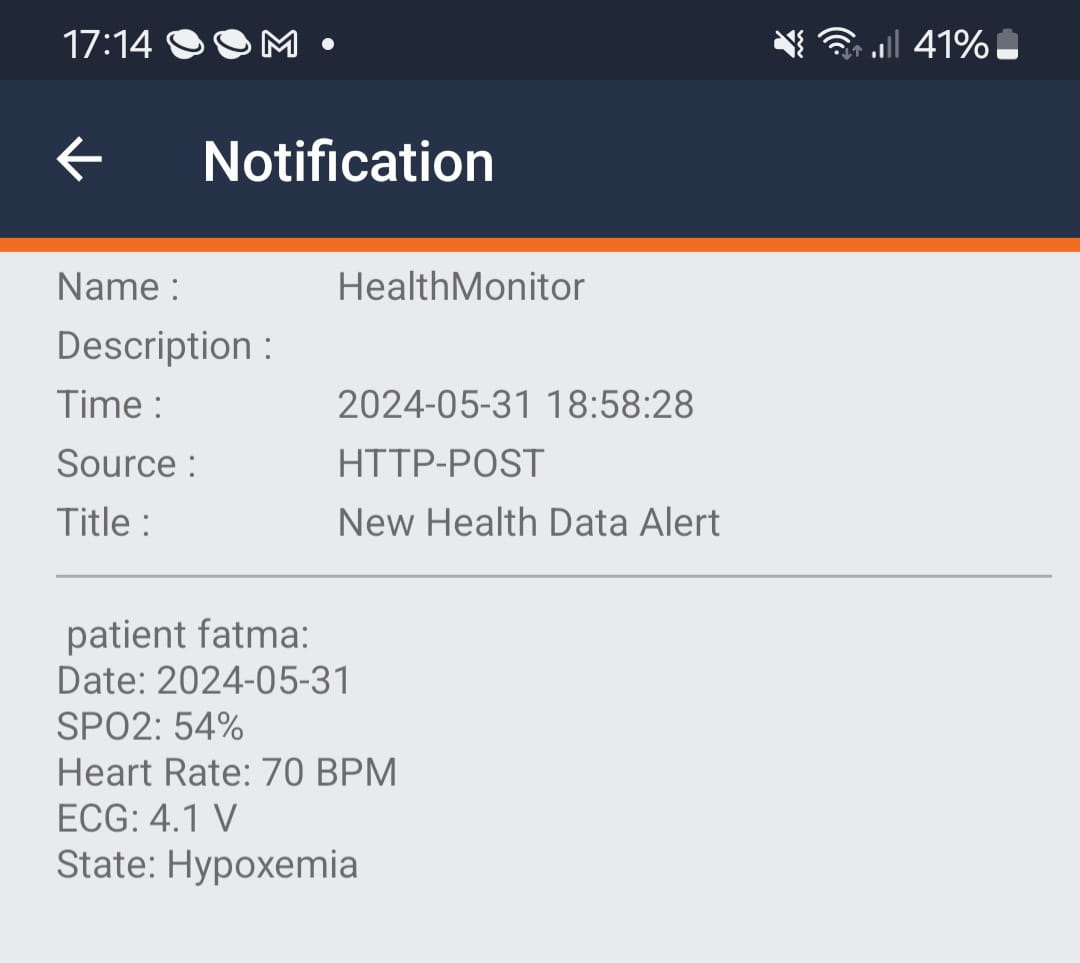 17:14 41%
Notification
Name : HealthMonitor
Description :
Time : 2024-05-31 18:58:28
Source : HTTP-POST
Title : New Health Data Alert
patient fatma:
Date: 2024-05-31
SPO2: 54%
Heart Rate: 70 BPM
ECG: 4.1 V
State: Hypoxemia